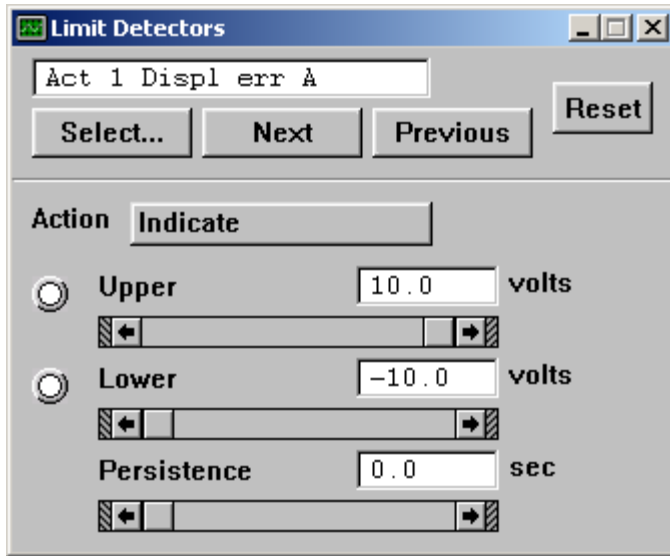 Limit Detectors
Act 1 Displ err A
Select... Next Previous Reset
Action Indicate
Upper 10.0 volts
Lower −10.0 volts
Persistence 0.0 sec